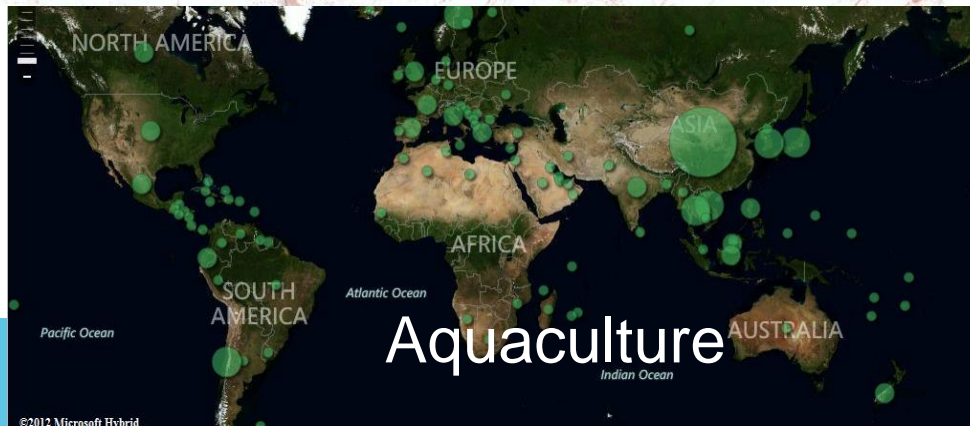 NORTH AMERICA
EUROPE
ASIA
AFRICA
Atlantic Ocean
SOUTH
AMERICA
Pacific Ocean
Aquaculture
AUSTRALIA
Indian Ocean
©2012 Microsoft Hybrid